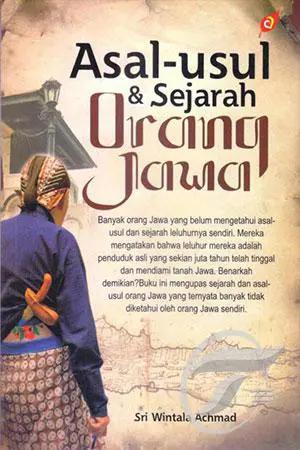 Asal-usul
& Sejarah
Orang
Jawa
Banyak orang Jawa yang belum mengetahui asal-
usul dan sejarah leluhurnya sendiri. Mereka
mengatakan bahwa leluhur mereka adalah
penduduk asli yang sekian juta tahun telah tinggal
dan mendiami tanah Jawa. Benarkah
demikian?Buku ini mengupas sejarah dan asal-
usul orang Jawa yang ternyata banyak tidak
diketahui oleh orang Jawa sendiri.
Sri Wintala Achmad